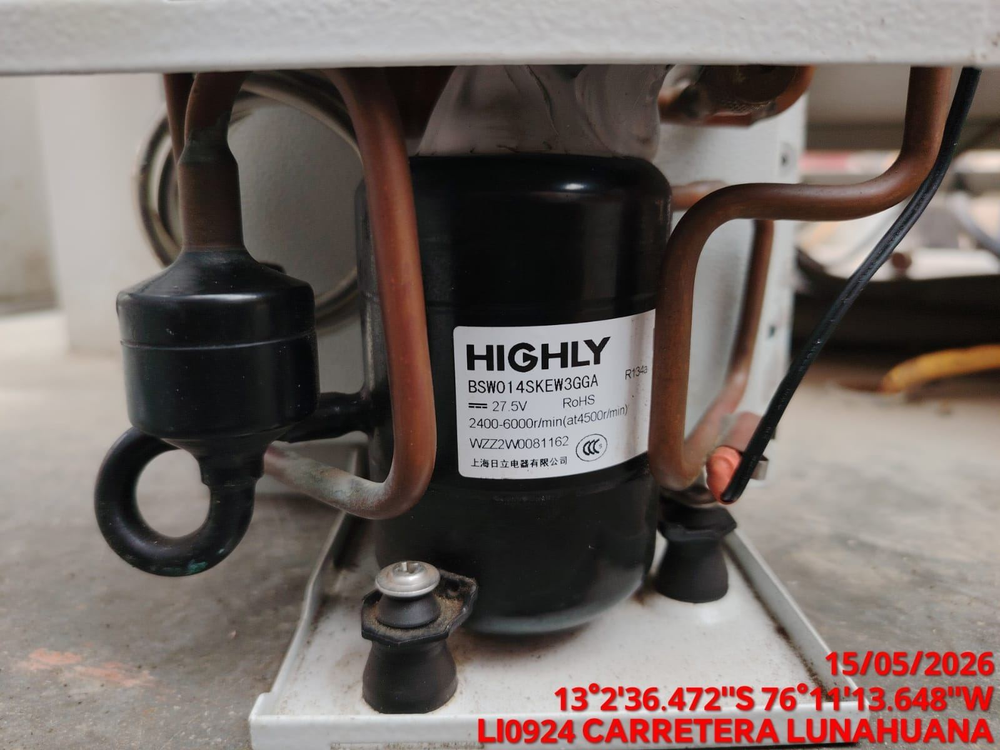 HIGHLY
BSW014SKEW3GGA R134a
⎓ 27.5V RoHS
2400-6000r/min(at4500r/min)
WZZ2W0081162 CCC S
上海日立电器有限公司
15/05/2026
13°2'36.472"S 76°11'13.648"W
LI0924 CARRETERA LUNAHUANA